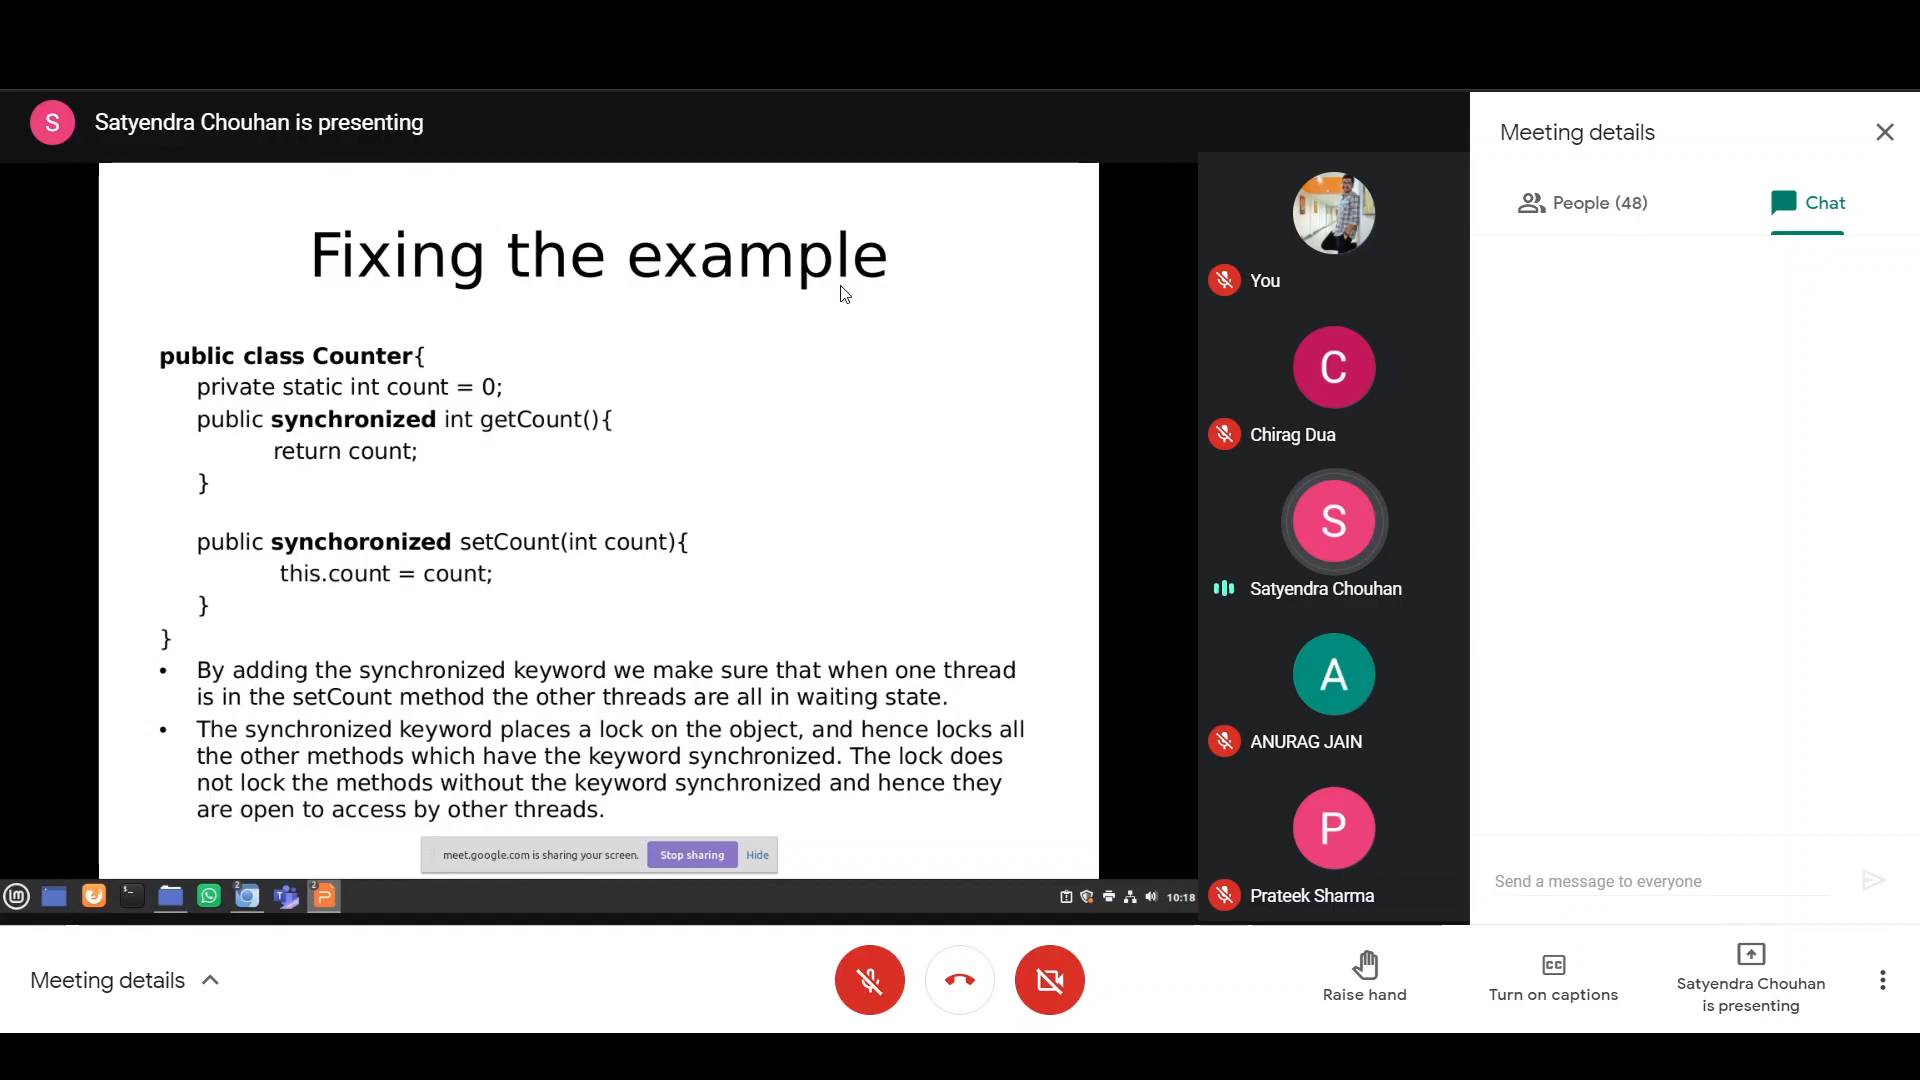 S Satyendra Chouhan is presenting
Fixing the example
public class Counter{
private static int count = 0;
public synchronized int getCount(){
return count;
}
public synchoronized setCount(int count){
this.count = count;
}
}
• By adding the synchronized keyword we make sure that when one thread
is in the setCount method the other threads are all in waiting state.
• The synchronized keyword places a lock on the object, and hence locks all
the other methods which have the keyword synchronized. The lock does
not lock the methods without the keyword synchronized and hence they
are open to access by other threads.
meet.google.com is sharing your screen. Stop sharing Hide
2 2
10:18
You
C
Chirag Dua
S
Satyendra Chouhan
A
ANURAG JAIN
P
Prateek Sharma
Meeting details
People (48) Chat
Send a message to everyone
Meeting details
Raise hand
CC
Turn on captions
Satyendra Chouhan
is presenting